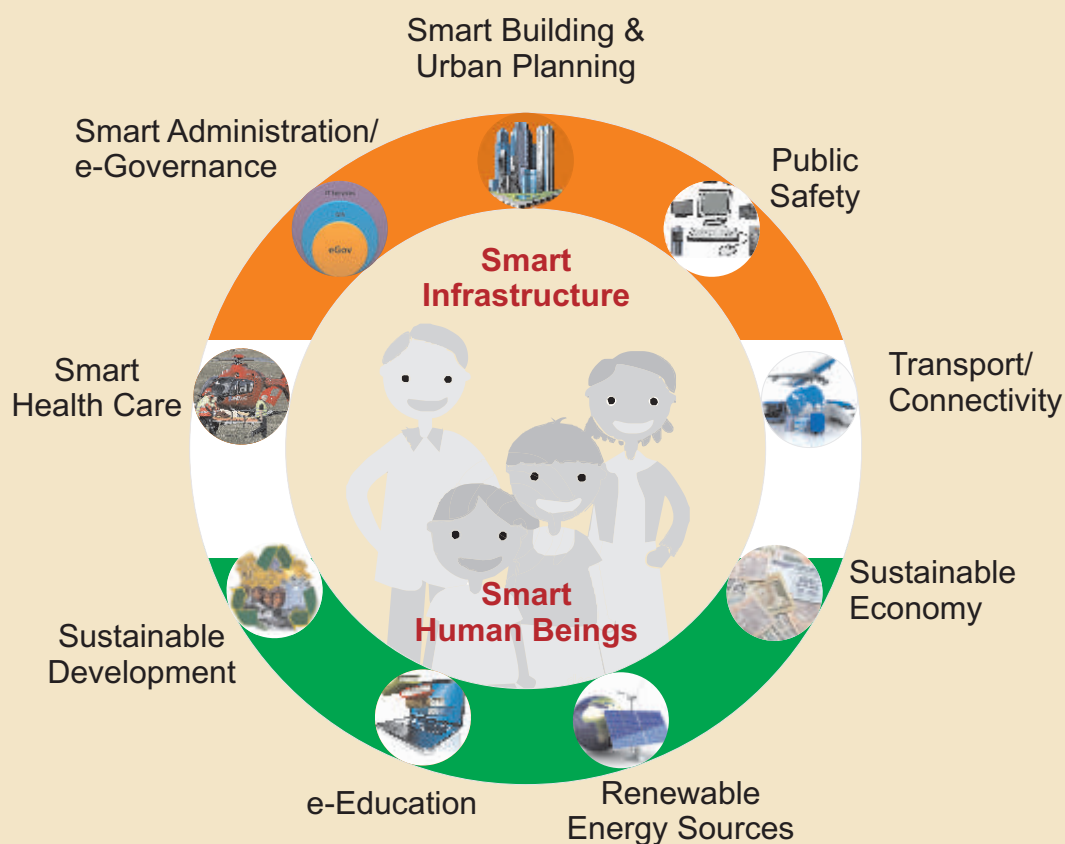 Smart Building &
Urban Planning
Smart Administration/
e-Governance
Public
Safety
eGov
Smart
Infrastructure
Smart
Health Care
Transport/
Connectivity
Sustainable
Economy
Smart
Human Beings
Sustainable
Development
e-Education
Renewable
Energy Sources